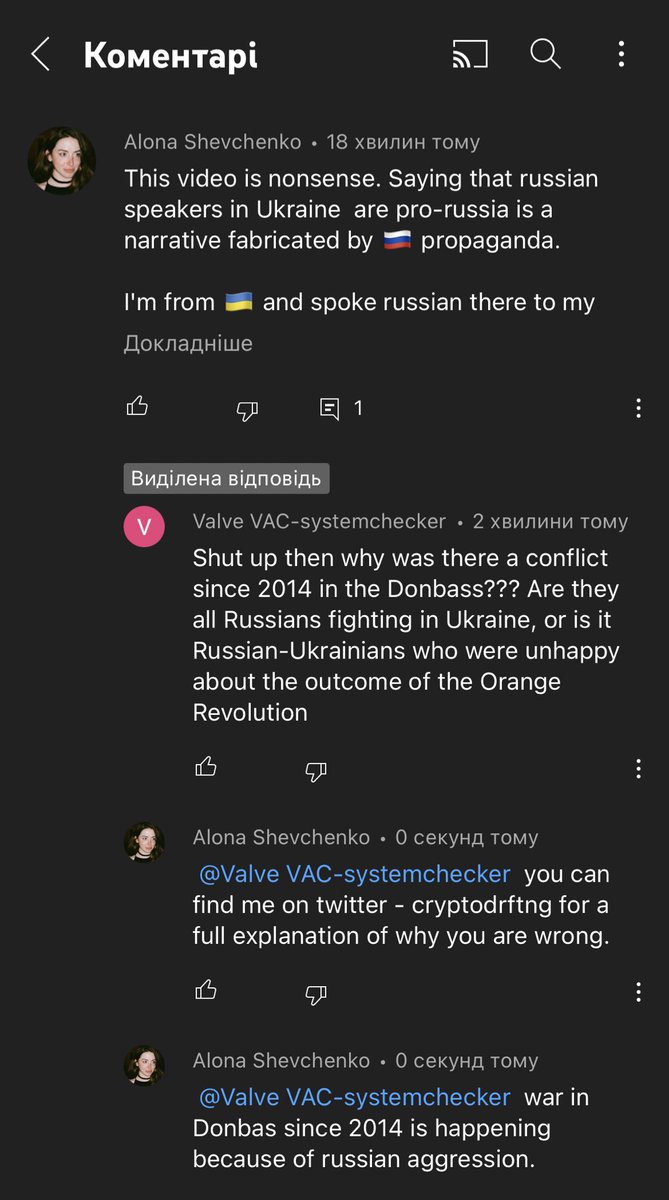 Коментарі
Alona Shevchenko • 18 хвилин тому
This video is nonsense. Saying that russian
speakers in Ukraine are pro-russia is a
narrative fabricated by 🇷🇺 propaganda.
I'm from 🇺🇦 and spoke russian there to my
Докладніше
1
Виділена відповідь
V
Valve VAC-systemchecker • 2 хвилини тому
Shut up then why was there a conflict
since 2014 in the Donbass??? Are they
all Russians fighting in Ukraine, or is it
Russian-Ukrainians who were unhappy
about the outcome of the Orange
Revolution
Alona Shevchenko • 0 секунд тому
@Valve VAC-systemchecker you can
find me on twitter - cryptodrftng for a
full explanation of why you are wrong.
Alona Shevchenko • 0 секунд тому
@Valve VAC-systemchecker war in
Donbas since 2014 is happening
because of russian aggression.